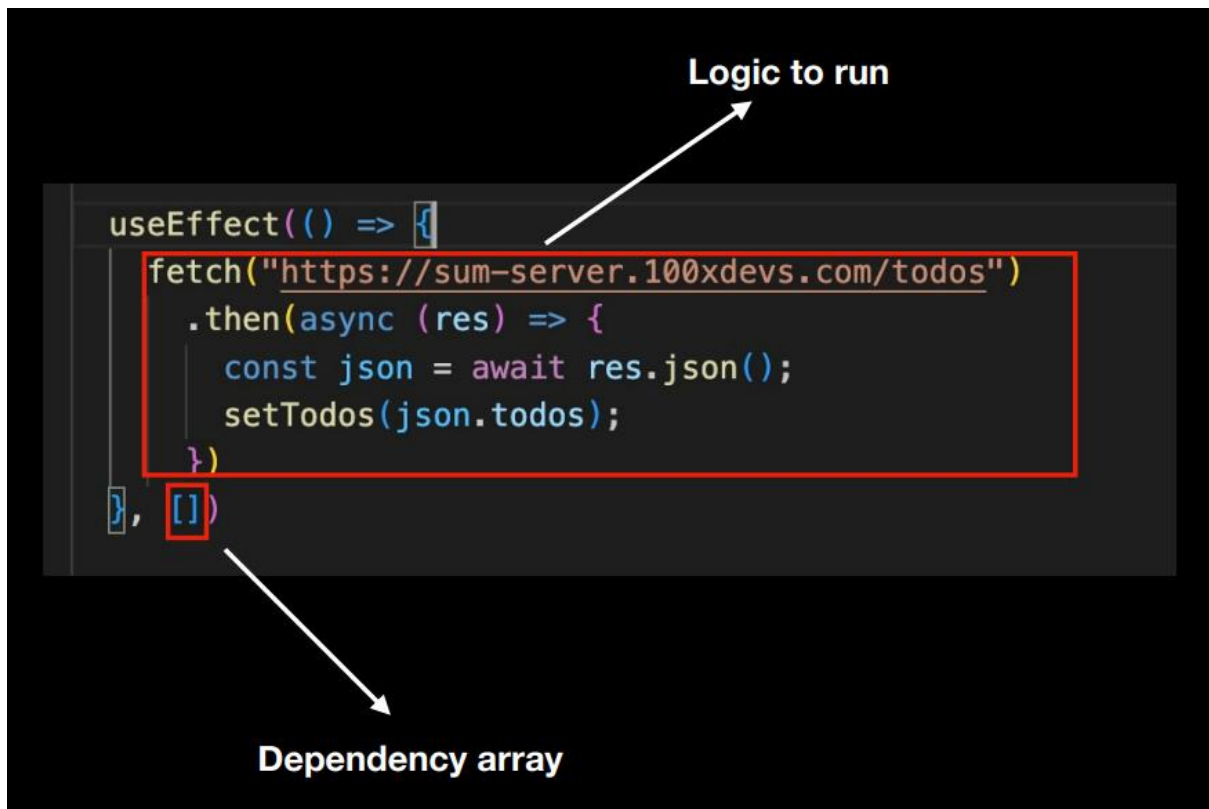 Logic to run
useEffect(() => {
fetch("https://sum-server.100xdevs.com/todos")
.then(async (res) => {
const json = await res.json();
setTodos(json.todos);
})
}, [])
Dependency array